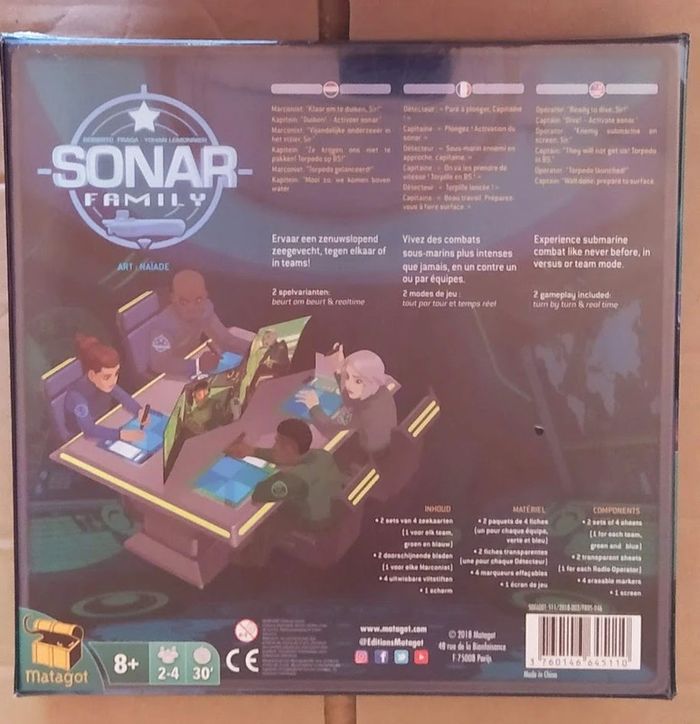 ROBERTO FRAGA · YOHAN LEMONNIER
SONAR
FAMILY
ART : NAÏADE
Marconist: "Klaar om te duiken, Sir!"
Kapitein: "Duiken! - Activeer sonar"
Marconist: "Vijandelijke onderzeeër in
het vizier, Sir"
Kapitein: "Ze krijgen ons niet te
pakken! Torpedo op B5!"
Marconist: "Torpedo gelanceerd!"
Kapitein: "Mooi zo, we komen boven
water
Ervaar een zenuwslopend
zeegevecht, tegen elkaar of
in teams!
2 spelvarianten:
beurt om beurt & realtime
Détecteur : « Paré à plonger, Capitaine
! »
Capitaine : « Plongez ! Activation du
sonar. »
Détecteur : « Sous-marin ennemi en
approche, capitaine. »
Capitaine : « On va les prendre de
vitesse ! Torpille en B5. »
Détecteur : « Torpille lancée ! »
Capitaine : « Beau travail. Préparez-
vous à faire surface. »
Vivez des combats
sous-marins plus intenses
que jamais, en un contre un
ou par équipes.
2 modes de jeu :
tout par tour et temps réel
Operator: "Ready to dive, Sir!"
Captain: "Dive! - Activate sonar"
Operator: "Enemy submarine on
screen, Sir"
Captain: "They will not get us! Torpedo
in B5."
Operator: "Torpedo launched!"
Captain: "Well done, prepare to surface
Experience submarine
combat like never before, in
versus or team mode.
2 gameplay included:
turn by turn & real time
INHOUD
• 2 sets van 4 zeekaarten
(1 voor elk team,
groen en blauw)
• 2 doorschijnende bladen
(1 voor elke Marconist)
• 4 uitwisbare viltstiften
• 1 scherm
MATÉRIEL
• 2 paquets de 4 fiches
(un pour chaque équipe,
verte et bleu)
• 2 fiches transparentes
(une pour chaque Détecteur)
• 4 marqueurs effaçables
• 1 écran de jeu
COMPONENTS
• 2 sets of 4 sheets
(1 for each team,
green and blue)
• 2 transparent sheets
(1 for each Radio Operator)
• 4 erasable markers
• 1 screen
matagot
8+
2-4
30'
0-3
CE
www.matagot.com
@EditionsMatagot
© 2018 Matagot
48 rue de la Bienfaisance
F-75008 Paris
3 760146 645110
Made in China